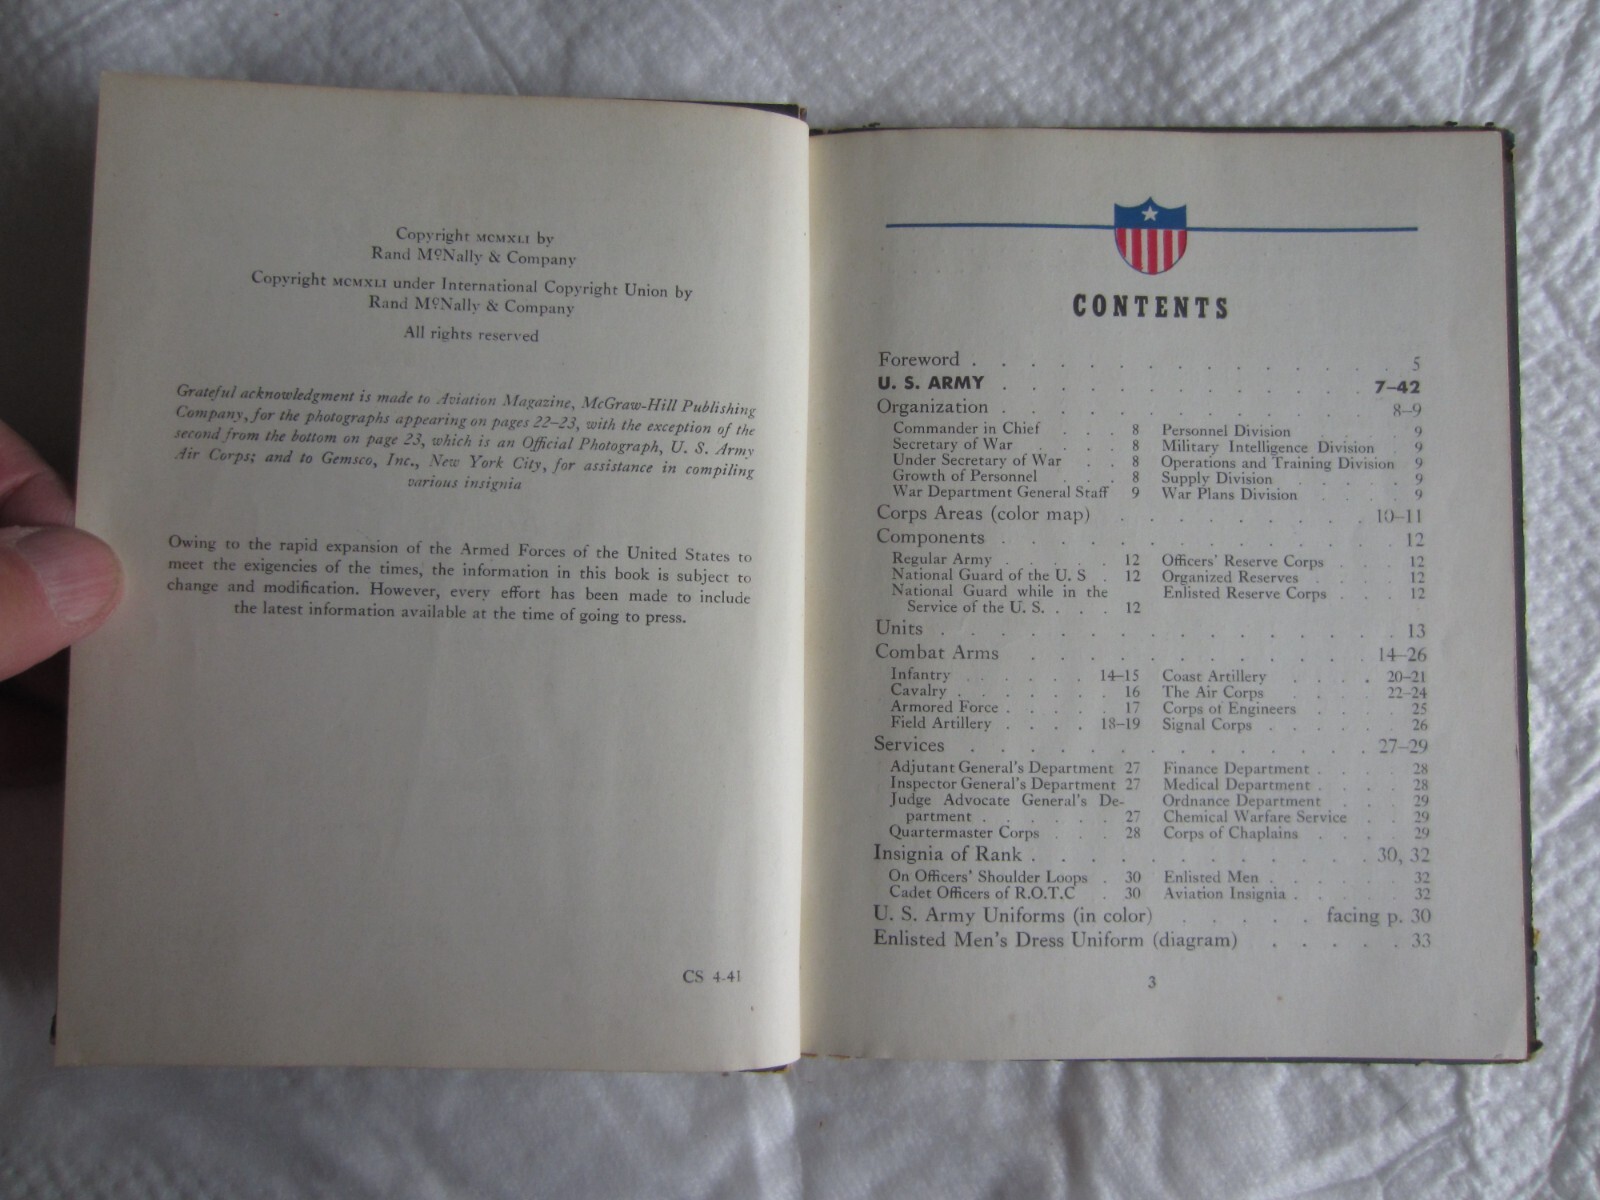 Copyright MCMXLI by
Rand McNally & Company
Copyright MCMXLI under International Copyright Union by
Rand McNally & Company
All rights reserved
Grateful acknowledgment is made to Aviation Magazine, McGraw-Hill Publishing
Company, for the photographs appearing on pages 22–23, with the exception of the
second from the bottom on page 23, which is an Official Photograph, U. S. Army
Air Corps; and to Gemsco, Inc., New York City, for assistance in compiling
various insignia
Owing to the rapid expansion of the Armed Forces of the United States to
meet the exigencies of the times, the information in this book is subject to
change and modification. However, every effort has been made to include
the latest information available at the time of going to press.
CS 4-41
CONTENTS
Foreword . . . . . . . . . . . . . . . 5
U. S. ARMY . . . . . . . . . . . . . 7–42
Organization . . . . . . . . . . . . . 8–9
Commander in Chief . . . 8 Personnel Division . . . . 9
Secretary of War . . . . 8 Military Intelligence Division . 9
Under Secretary of War . . 8 Operations and Training Division 9
Growth of Personnel . . . 8 Supply Division . . . . . 9
War Department General Staff 9 War Plans Division . . . . 9
Corps Areas (color map) . . . . . . . . . 10–11
Components . . . . . . . . . . . . . 12
Regular Army . . . . . 12 Officers' Reserve Corps . . . 12
National Guard of the U. S . 12 Organized Reserves . . . . 12
National Guard while in the Enlisted Reserve Corps . . . 12
Service of the U. S. . . . 12
Units . . . . . . . . . . . . . . . . 13
Combat Arms . . . . . . . . . . . . 14–26
Infantry . . . . . 14–15 Coast Artillery . . . . 20–21
Cavalry . . . . . . . 16 The Air Corps . . . . 22–24
Armored Force . . . . . 17 Corps of Engineers . . . . 25
Field Artillery . . . . 18–19 Signal Corps . . . . . . 26
Services . . . . . . . . . . . . . . 27–29
Adjutant General's Department 27 Finance Department . . . . 28
Inspector General's Department 27 Medical Department . . . . 28
Judge Advocate General's De- Ordnance Department . . . 29
partment . . . . . . 27 Chemical Warfare Service . . 29
Quartermaster Corps . . . 28 Corps of Chaplains . . . . 29
Insignia of Rank . . . . . . . . . . . . 30, 32
On Officers' Shoulder Loops . 30 Enlisted Men . . . . . . 32
Cadet Officers of R.O.T.C . 30 Aviation Insignia . . . . . 32
U. S. Army Uniforms (in color) . . . . . facing p. 30
Enlisted Men's Dress Uniform (diagram) . . . . . 33
3